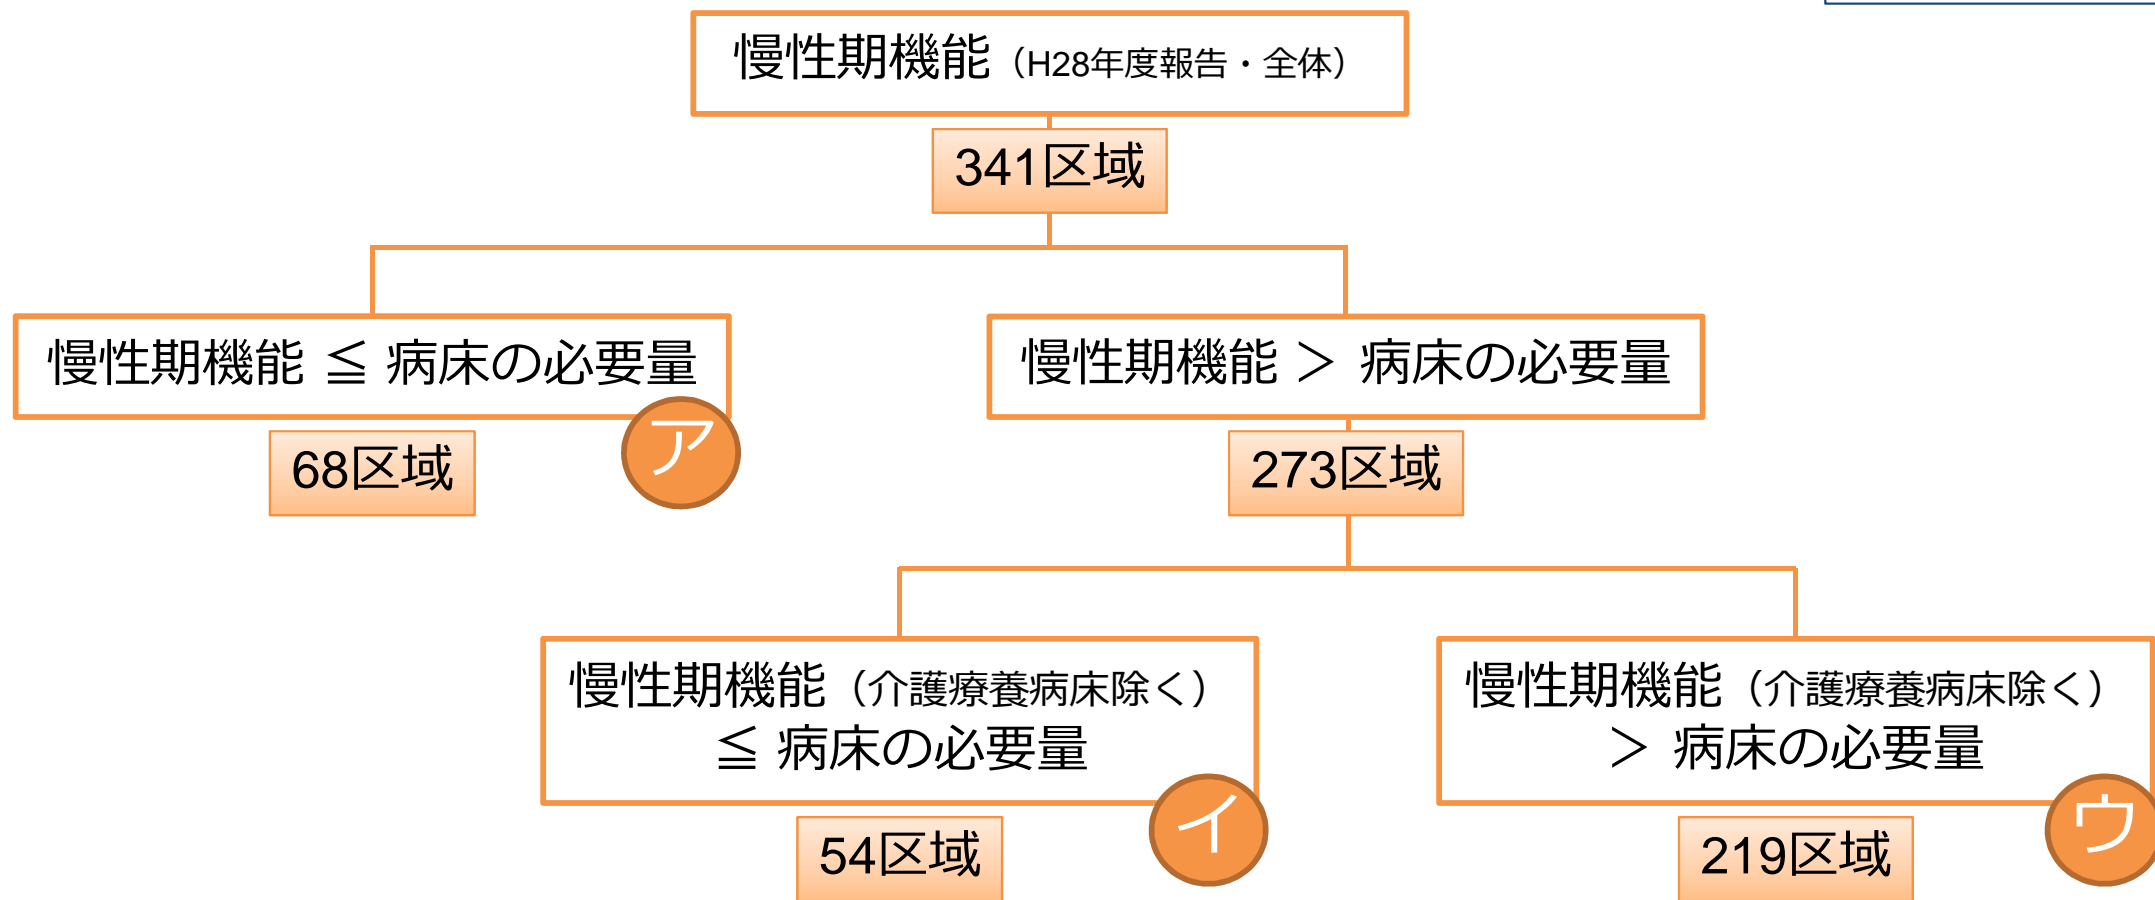 慢性期機能（H28年度報告・全体）
341区域
慢性期機能 ≦ 病床の必要量
ア
68区域
慢性期機能 ＞ 病床の必要量
273区域
慢性期機能（介護療養病床除く）
≦ 病床の必要量
イ
54区域
慢性期機能（介護療養病床除く）
＞ 病床の必要量
ウ
219区域